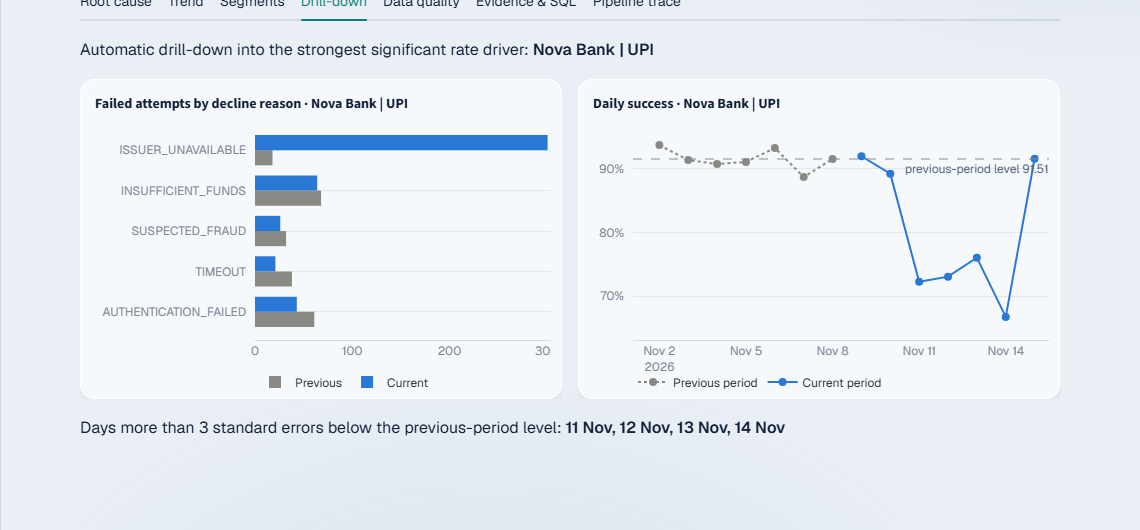 Root cause Trend Segments Drill-down Data quality Evidence & SQL Pipeline trace
Automatic drill-down into the strongest significant rate driver: Nova Bank | UPI
Failed attempts by decline reason · Nova Bank | UPI
ISSUER_UNAVAILABLE
INSUFFICIENT_FUNDS
SUSPECTED_FRAUD
TIMEOUT
AUTHENTICATION_FAILED
0 100 200 30
Previous Current
Daily success · Nova Bank | UPI
90%
previous-period level 91.51
80%
70%
Nov 2 Nov 5 Nov 8 Nov 11 Nov 14
2026
Previous period Current period
Days more than 3 standard errors below the previous-period level: 11 Nov, 12 Nov, 13 Nov, 14 Nov